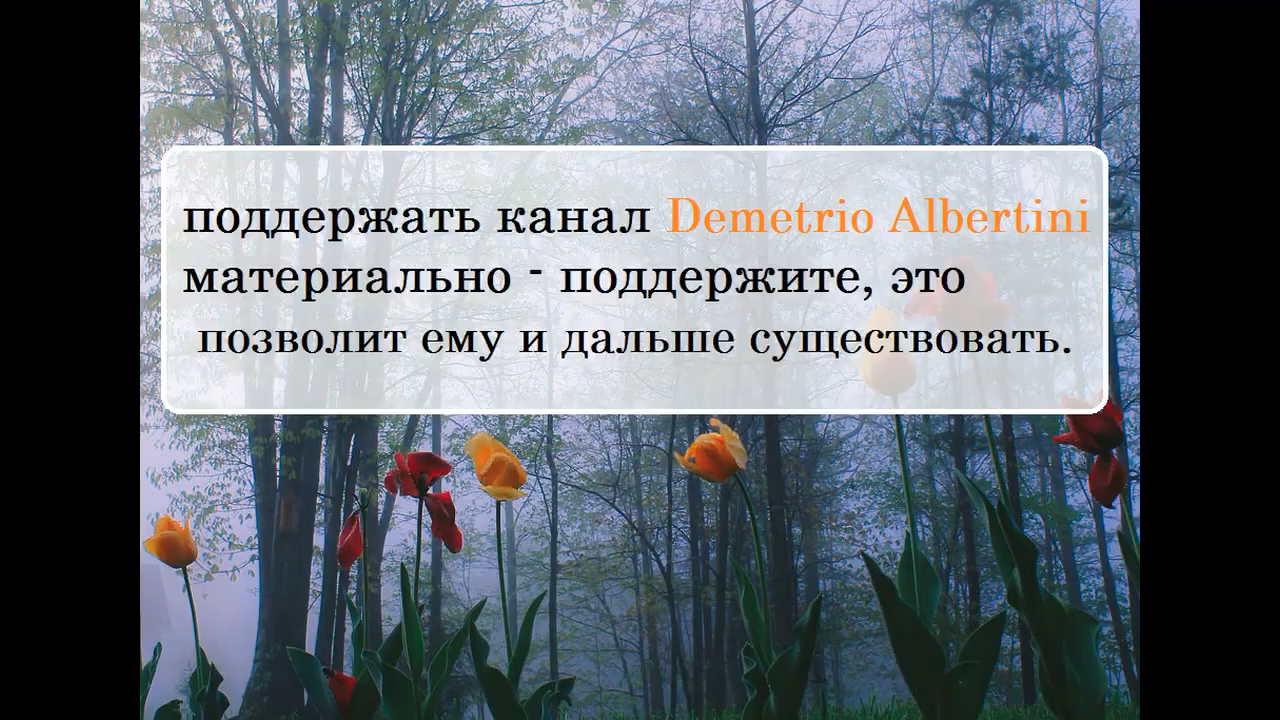 поддержать канал Demetrio Albertini
материально - поддержите, это
позволит ему и дальше существовать.